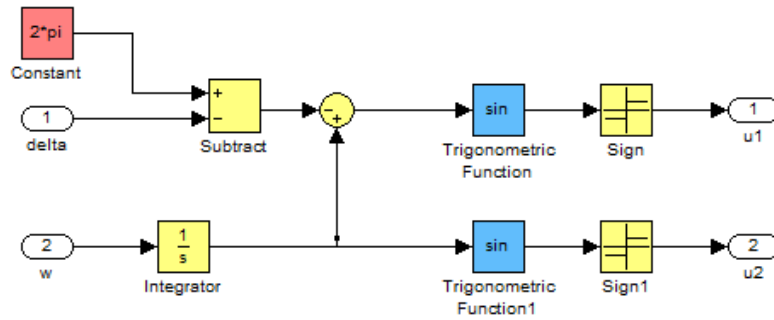 2*pi
Constant
1
delta
+
−
Subtract
−
+
sin
Trigonometric
Function
Sign
1
u1
2
w
1
s
Integrator
sin
Trigonometric
Function1
Sign1
2
u2